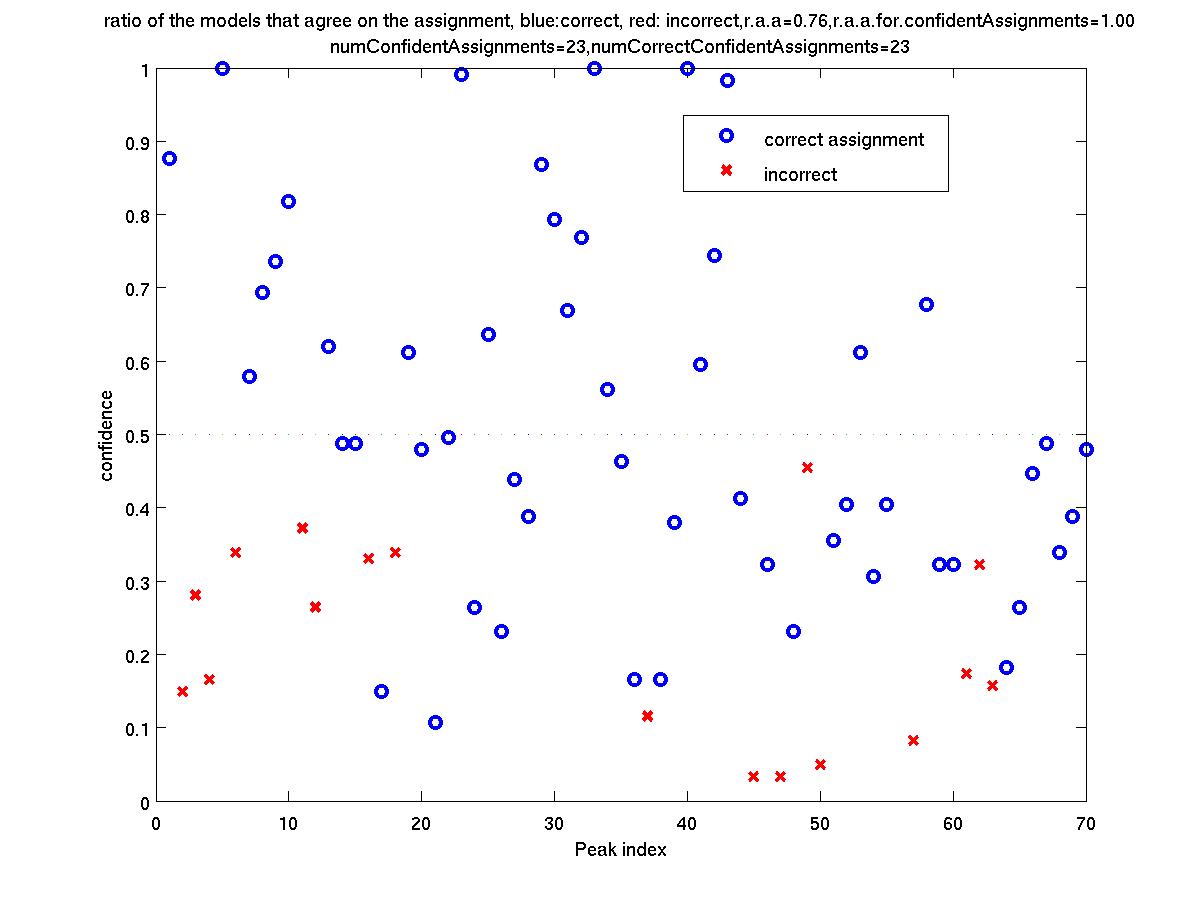 ratio of the models that agree on the assignment, blue:correct, red: incorrect,r.a.a=0.76,r.a.a.for.confidentAssignments=1.00
numConfidentAssignments=23,numCorrectConfidentAssignments=23
1
0.9
0.8
0.7
0.6
0.5
0.4
0.3
0.2
0.1
0
confidence
correct assignment
incorrect
0 10 20 30 40 50 60 70
Peak index